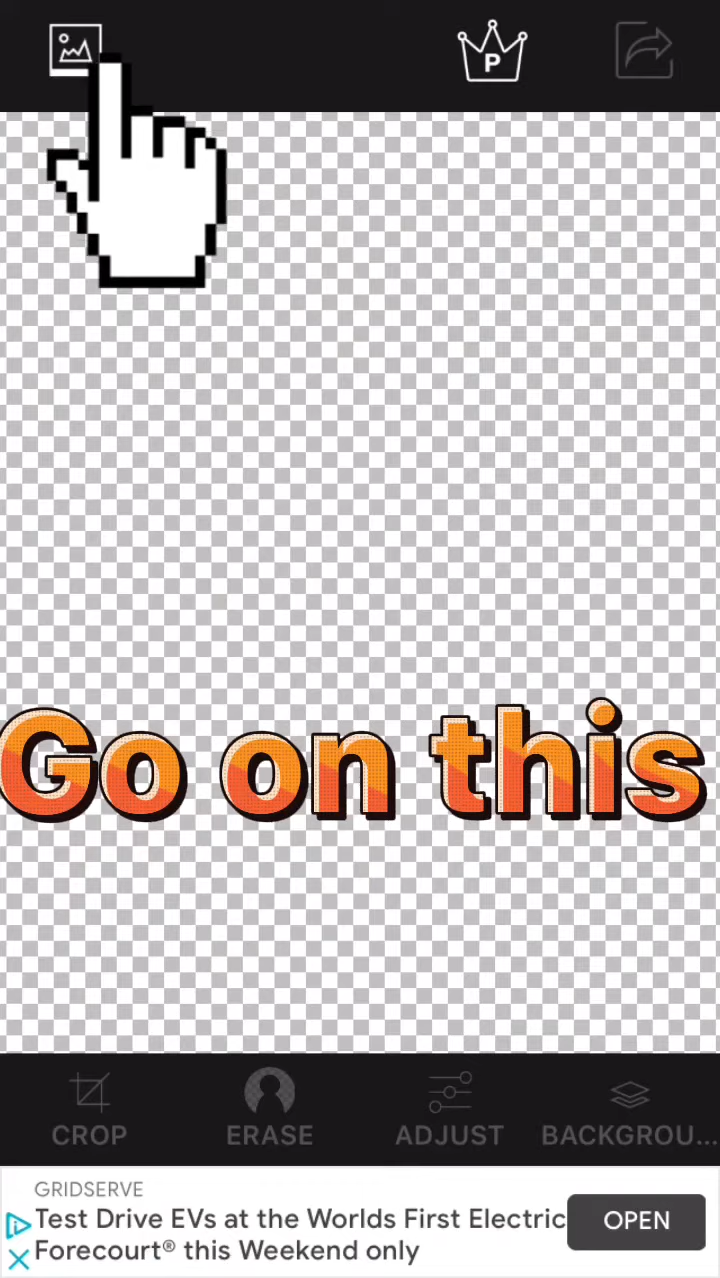 P
Go on this
CROP
ERASE
ADJUST
BACKGROU...
GRIDSERVE
Test Drive EVs at the Worlds First Electric
Forecourt® this Weekend only
OPEN